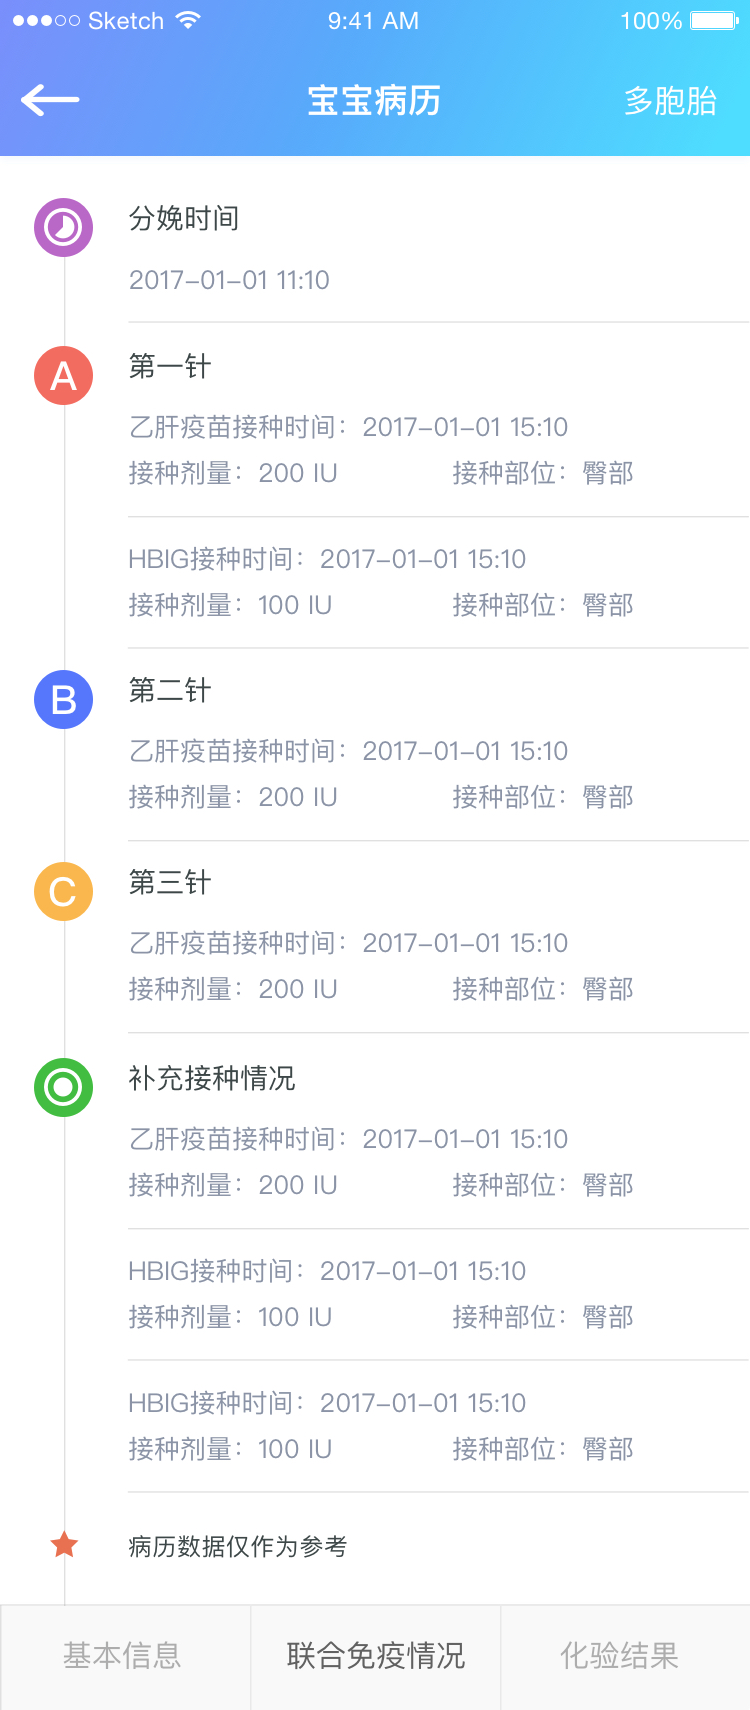 Sketch 9:41 AM 100%
宝宝病历 多胞胎
分娩时间
2017-01-01 11:10
A 第一针
乙肝疫苗接种时间：2017-01-01 15:10
接种剂量：200 IU 接种部位：臀部
HBIG接种时间：2017-01-01 15:10
接种剂量：100 IU 接种部位：臀部
B 第二针
乙肝疫苗接种时间：2017-01-01 15:10
接种剂量：200 IU 接种部位：臀部
C 第三针
乙肝疫苗接种时间：2017-01-01 15:10
接种剂量：200 IU 接种部位：臀部
补充接种情况
乙肝疫苗接种时间：2017-01-01 15:10
接种剂量：200 IU 接种部位：臀部
HBIG接种时间：2017-01-01 15:10
接种剂量：100 IU 接种部位：臀部
HBIG接种时间：2017-01-01 15:10
接种剂量：100 IU 接种部位：臀部
病历数据仅作为参考
基本信息 联合免疫情况 化验结果